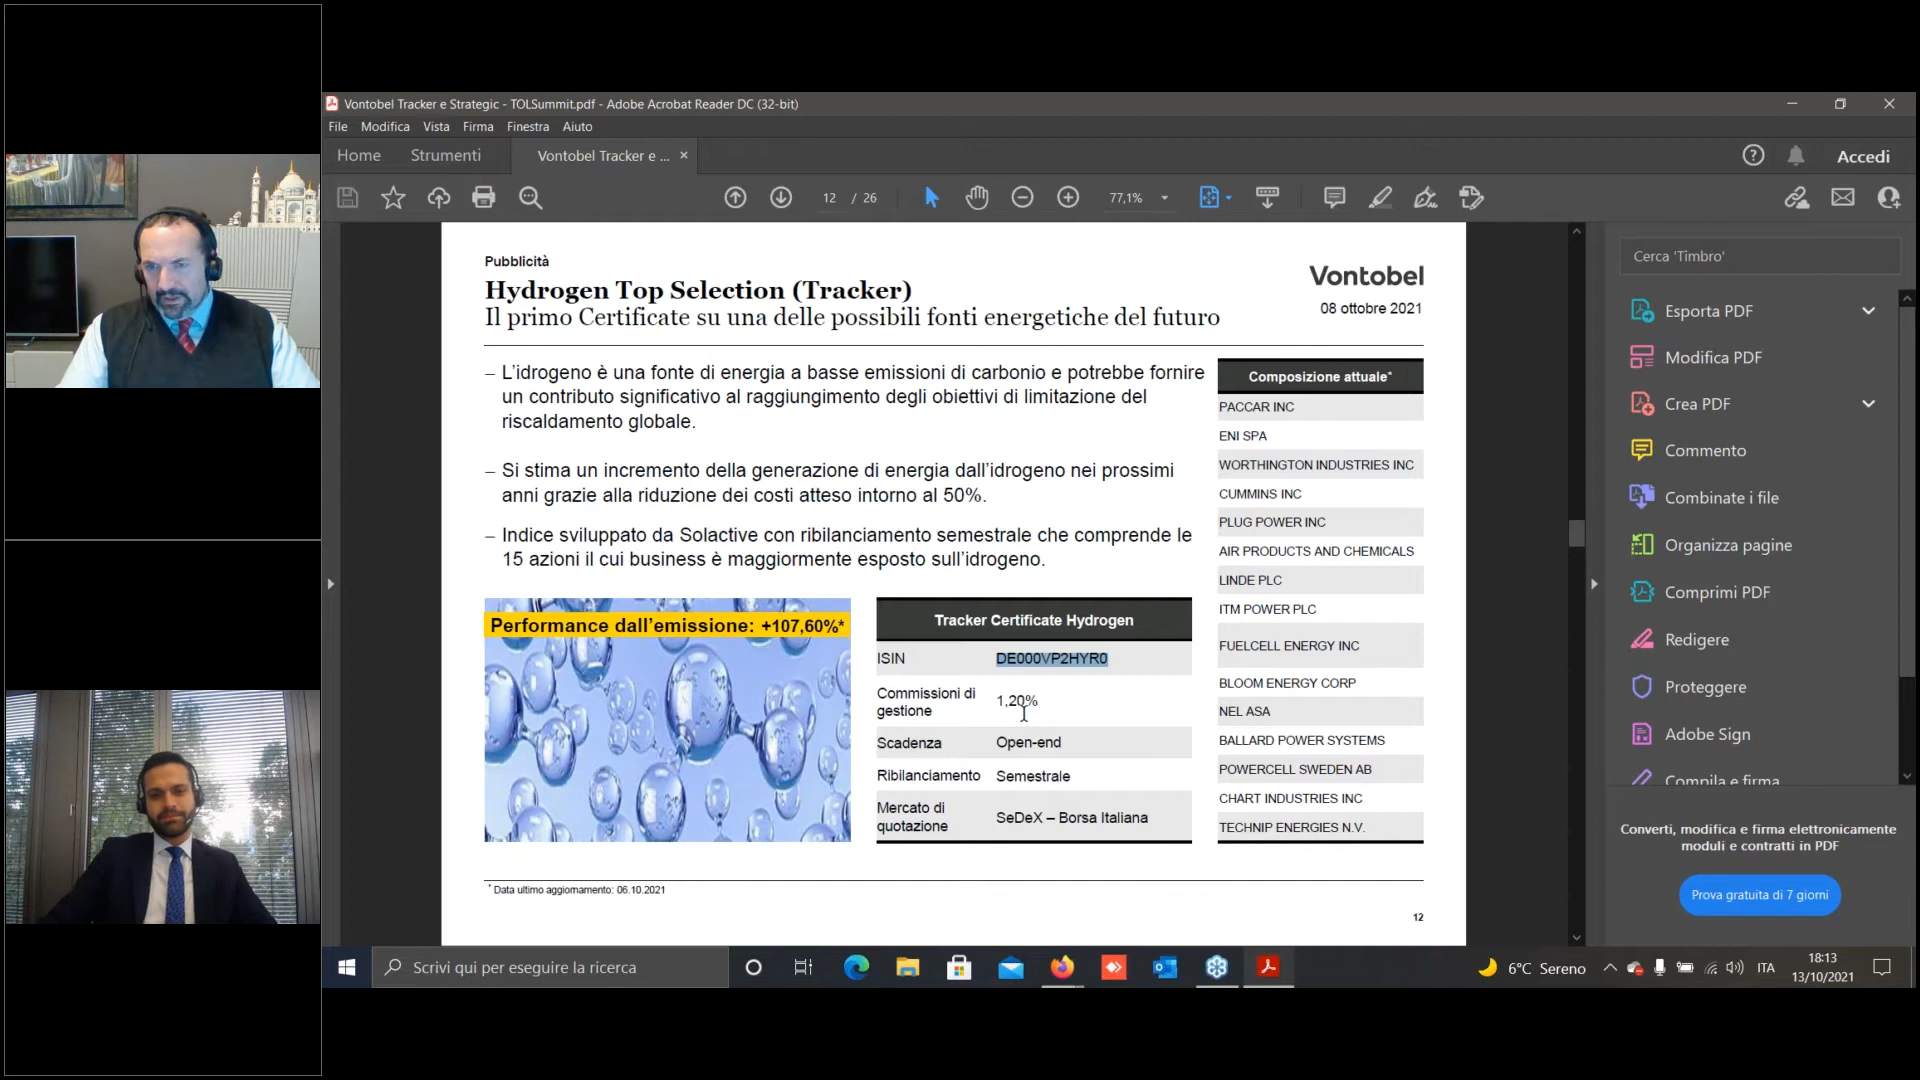 Vontobel Tracker e Strategic - TOLSummit.pdf - Adobe Acrobat Reader DC (32-bit)
File Modifica Vista Firma Finestra Aiuto
Home Strumenti Vontobel Tracker e ... × Accedi
12 / 26 77,1%
Pubblicità
Hydrogen Top Selection (Tracker)
Il primo Certificate su una delle possibili fonti energetiche del futuro
Vontobel
08 ottobre 2021
– L'idrogeno è una fonte di energia a basse emissioni di carbonio e potrebbe fornire
un contributo significativo al raggiungimento degli obiettivi di limitazione del
riscaldamento globale.
– Si stima un incremento della generazione di energia dall'idrogeno nei prossimi
anni grazie alla riduzione dei costi atteso intorno al 50%.
– Indice sviluppato da Solactive con ribilanciamento semestrale che comprende le
15 azioni il cui business è maggiormente esposto sull'idrogeno.
Performance dall'emissione: +107,60%*
Tracker Certificate Hydrogen
ISIN DE000VP2HYR0
Commissioni di
gestione
1,20%
Scadenza Open-end
Ribilanciamento Semestrale
Mercato di
quotazione
SeDeX – Borsa Italiana
Composizione attuale*
PACCAR INC
ENI SPA
WORTHINGTON INDUSTRIES INC
CUMMINS INC
PLUG POWER INC
AIR PRODUCTS AND CHEMICALS
LINDE PLC
ITM POWER PLC
FUELCELL ENERGY INC
BLOOM ENERGY CORP
NEL ASA
BALLARD POWER SYSTEMS
POWERCELL SWEDEN AB
CHART INDUSTRIES INC
TECHNIP ENERGIES N.V.
* Data ultimo aggiornamento: 06.10.2021
12
Cerca 'Timbro'
Esporta PDF
Modifica PDF
Crea PDF
Commento
Combinate i file
Organizza pagine
Comprimi PDF
Redigere
Proteggere
Adobe Sign
Compila e firma
Converti, modifica e firma elettronicamente
moduli e contratti in PDF
Prova gratuita di 7 giorni
Scrivi qui per eseguire la ricerca
6°C Sereno
ITA
18:13
13/10/2021